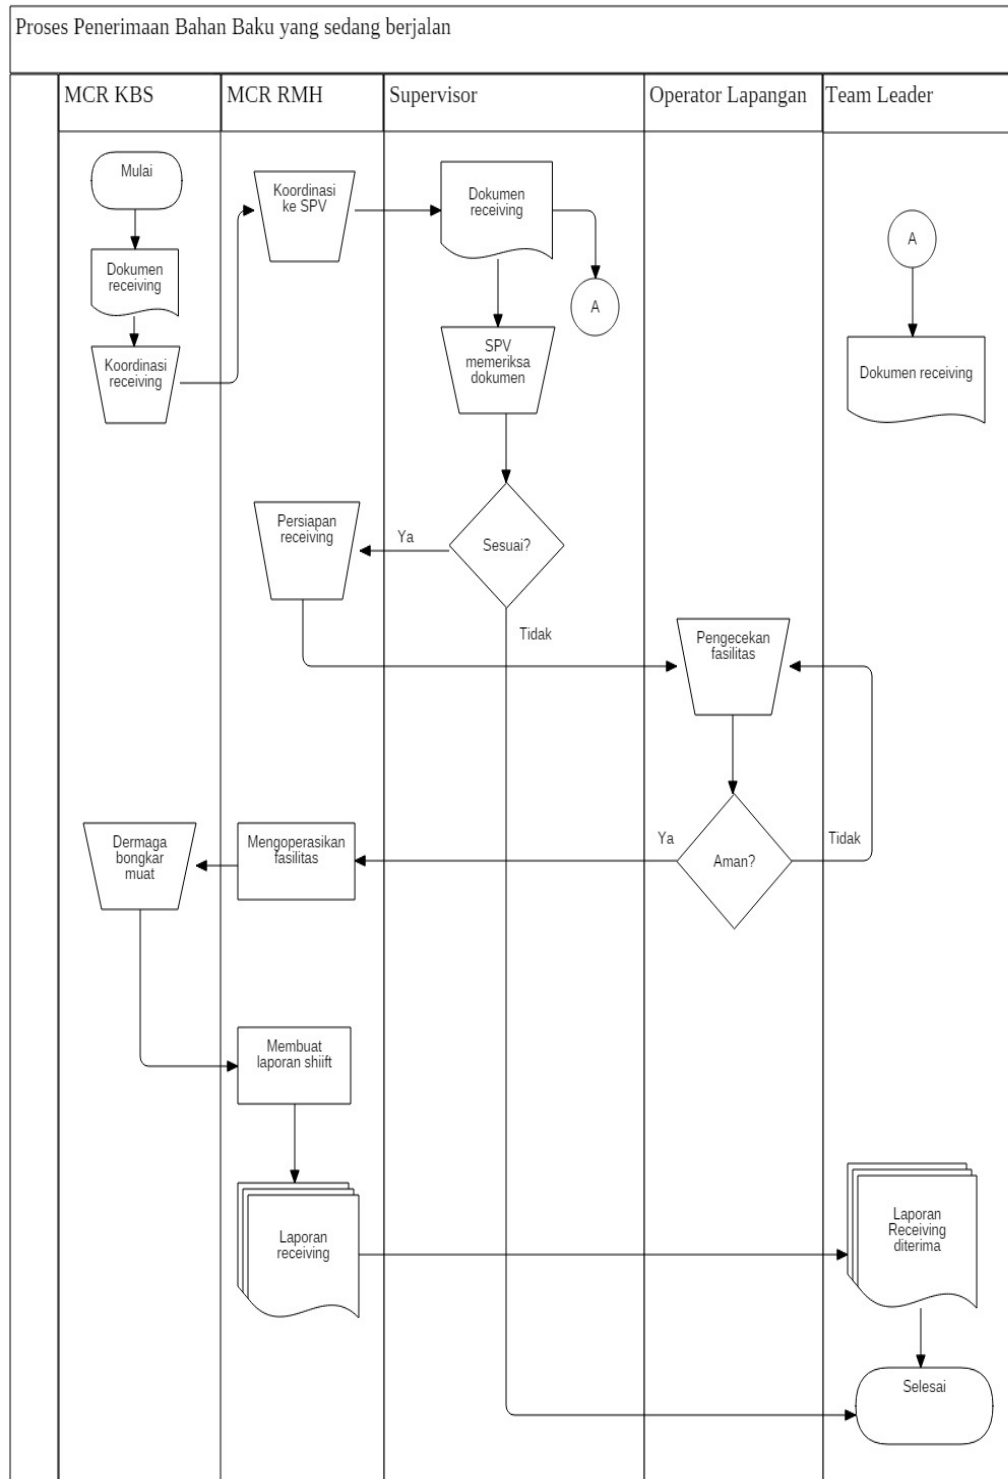 Proses Penerimaan Bahan Baku yang sedang berjalan
MCR KBS
MCR RMH
Supervisor
Operator Lapangan
Team Leader
Mulai
Dokumen
receiving
Koordinasi
receiving
Koordinasi
ke SPV
Dokumen
receiving
A
SPV
memeriksa
dokumen
A
Dokumen receiving
Sesuai?
Ya
Tidak
Persiapan
receiving
Pengecekan
fasilitas
Aman?
Ya
Tidak
Mengoperasikan
fasilitas
Dermaga
bongkar
muat
Membuat
laporan shiift
Laporan
receiving
Laporan
Receiving
diterima
Selesai